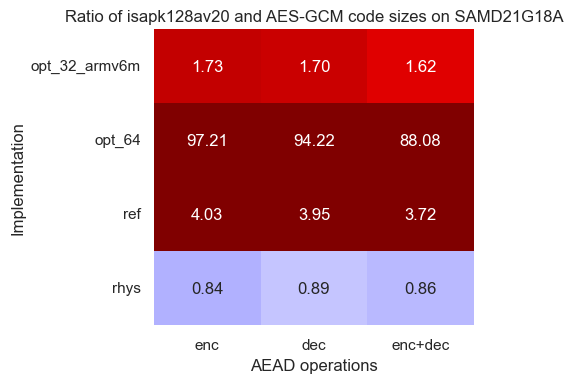 Ratio of isapk128av20 and AES-GCM code sizes on SAMD21G18A
Implementation
opt_32_armv6m 1.73 1.70 1.62
opt_64 97.21 94.22 88.08
ref 4.03 3.95 3.72
rhys 0.84 0.89 0.86
enc dec enc+dec
AEAD operations